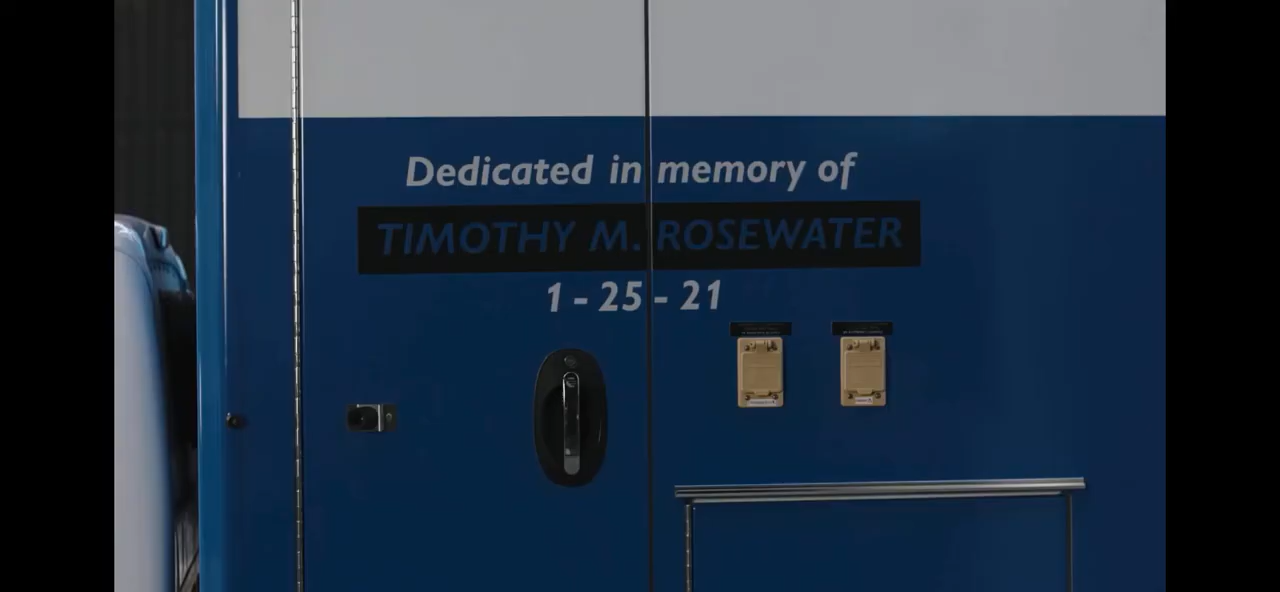 Dedicated in memory of
TIMOTHY M. ROSEWATER
1 - 25 - 21